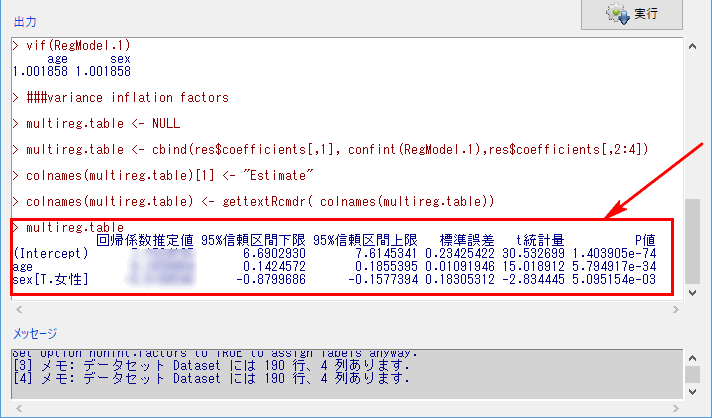 出力
実行
> vif(RegModel.1)
age sex
1.001858 1.001858
> ###variance inflation factors
> multireg.table <- NULL
> multireg.table <- cbind(res$coefficients[,1], confint(RegModel.1),res$coefficients[,2:4])
> colnames(multireg.table)[1] <- "Estimate"
> colnames(multireg.table) <- gettextRcmdr( colnames(multireg.table))
> multireg.table
回帰係数推定値 95%信頼区間下限 95%信頼区間上限 標準誤差 t統計量 P値
(Intercept) 6.6902930 7.6145341 0.23425422 30.532699 1.403905e-74
age 0.1424572 0.1855395 0.01091946 15.018912 5.794917e-34
sex[T.女性] -0.8799686 -0.1577394 0.18305312 -2.834445 5.095154e-03
メッセージ
Set option nonint.factors to TRUE to assign labels anyway.
[3] メモ: データセット Dataset には 190 行、4 列あります.
[4] メモ: データセット Dataset には 190 行、4 列あります.